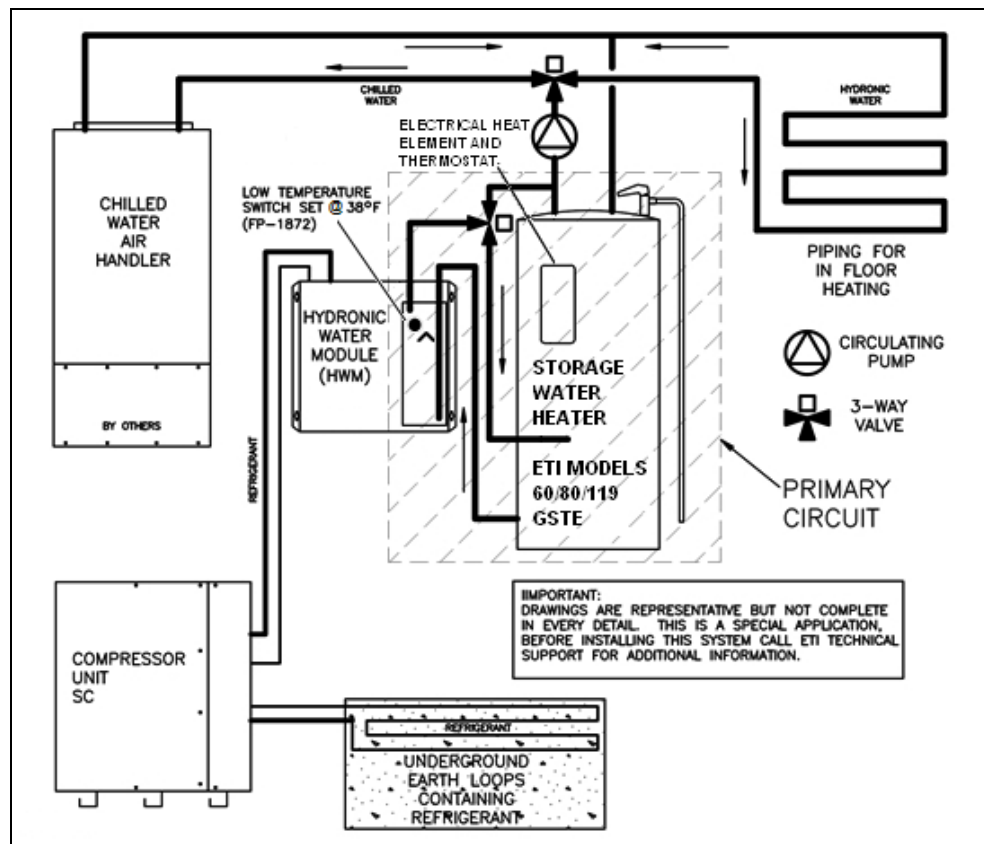 CHILLED
WATER
ELECTRICAL HEAT
ELEMENT AND
THERMOSTAT.
HYDRONIC
WATER
CHILLED
WATER
AIR
HANDLER
BY OTHERS
LOW TEMPERATURE
SWITCH SET @ 38°F
(FP-1872)
HYDRONIC
WATER
MODULE
(HWM)
STORAGE
WATER
HEATER
ETI MODELS
60/80/119
GSTE
PIPING FOR
IN FLOOR
HEATING
CIRCULATING
PUMP
3-WAY
VALVE
PRIMARY
CIRCUIT
REFRIGERANT
COMPRESSOR
UNIT
SC
IMPORTANT:
DRAWINGS ARE REPRESENTATIVE BUT NOT COMPLETE
IN EVERY DETAIL. THIS IS A SPECIAL APPLICATION,
BEFORE INSTALLING THIS SYSTEM CALL ETI TECHNICAL
SUPPORT FOR ADDITIONAL INFORMATION.
REFRIGERANT
UNDERGROUND
EARTH LOOPS
CONTAINING
REFRIGERANT